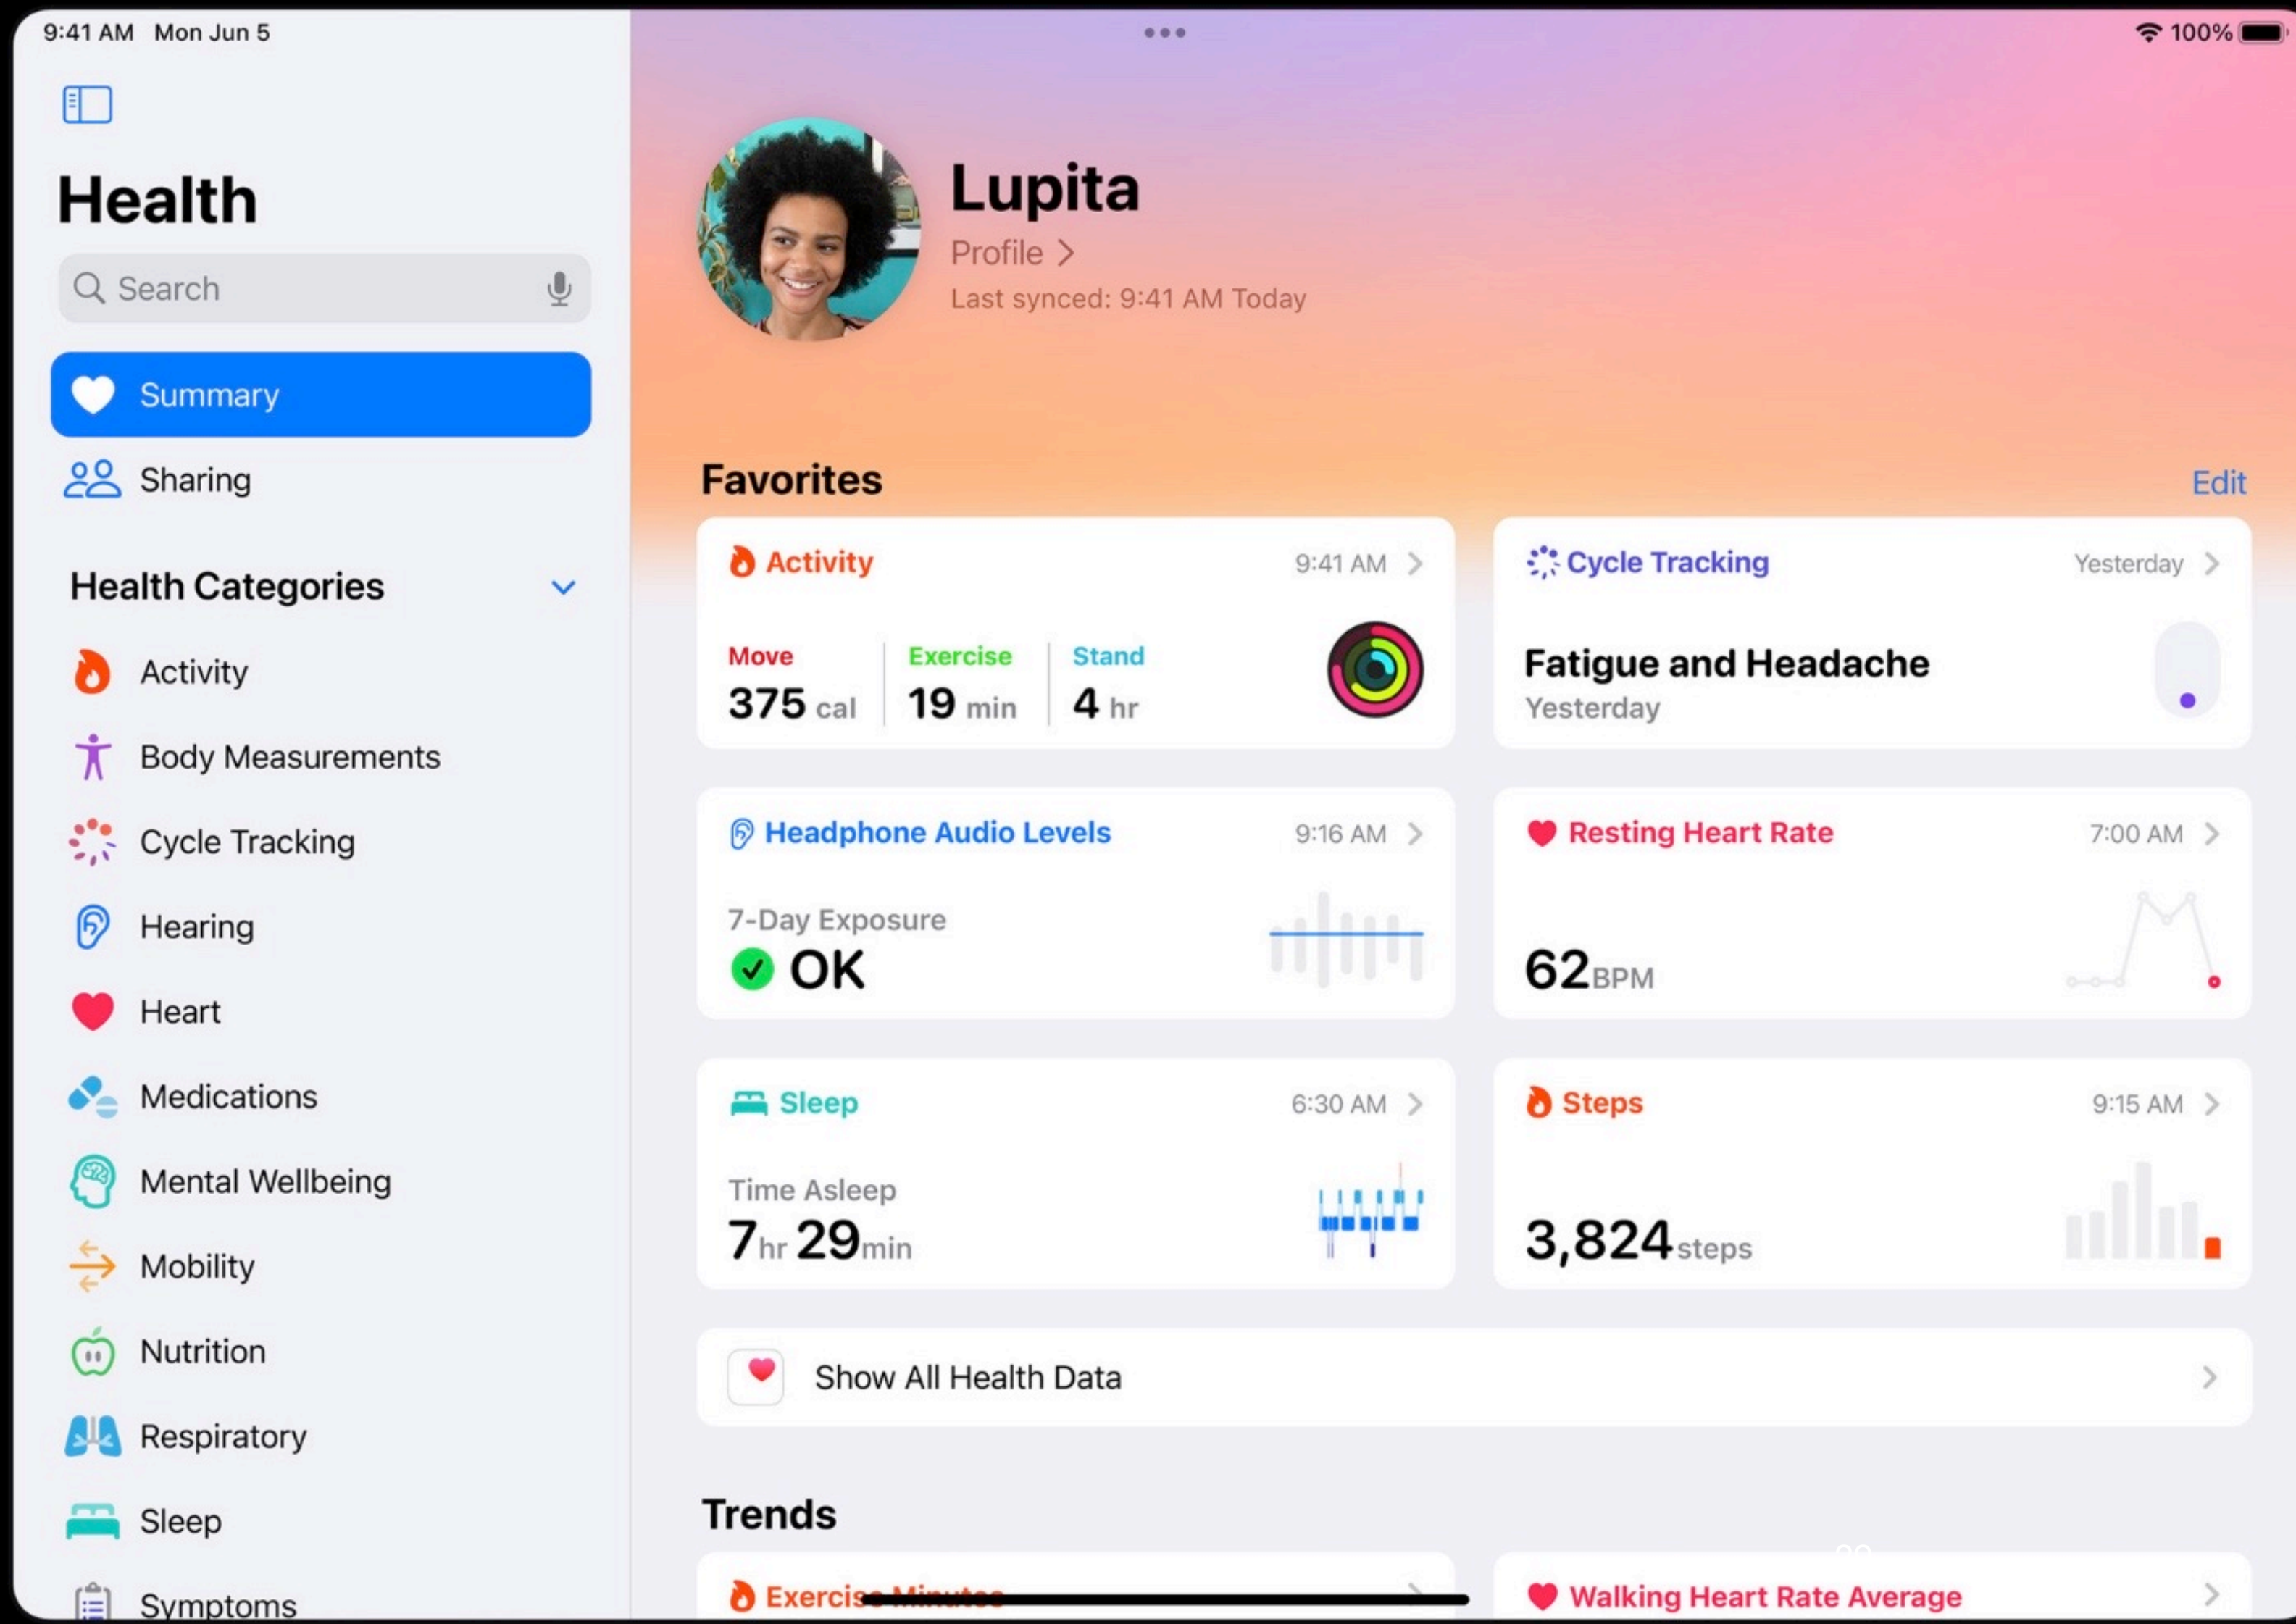 9:41 AM Mon Jun 5
100%
Health
Search
Summary
Sharing
Health Categories
Activity
Body Measurements
Cycle Tracking
Hearing
Heart
Medications
Mental Wellbeing
Mobility
Nutrition
Respiratory
Sleep
Symptoms
Lupita
Profile
Last synced: 9:41 AM Today
Favorites
Edit
Activity 9:41 AM
Move Exercise Stand
375 cal 19 min 4 hr
Cycle Tracking Yesterday
Fatigue and Headache
Yesterday
Headphone Audio Levels 9:16 AM
7-Day Exposure
OK
Resting Heart Rate 7:00 AM
62 BPM
Sleep 6:30 AM
Time Asleep
7 hr 29 min
Steps 9:15 AM
3,824 steps
Show All Health Data
Trends
Exercise Minutes
Walking Heart Rate Average